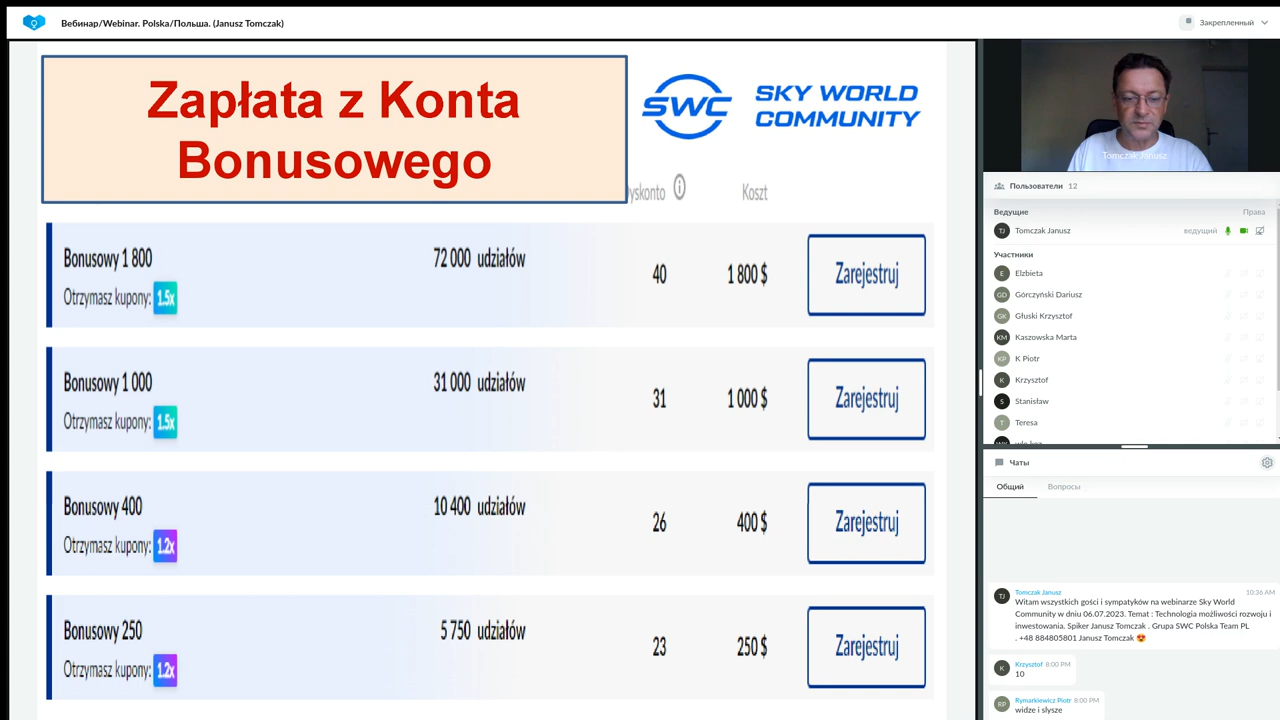 Вебинар/Webinar. Polska/Польша. (Janusz Tomczak)
Закрепленный
Zapłata z Konta
Bonusowego
SWC
SKY WORLD
COMMUNITY
yskonto
Koszt
Bonusowy 1 800
72 000 udziałów
40
1 800 $
Zarejestruj
Otrzymasz kupony: 1.5x
Bonusowy 1 000
31 000 udziałów
31
1 000 $
Zarejestruj
Otrzymasz kupony: 1.5x
Bonusowy 400
10 400 udziałów
26
400 $
Zarejestruj
Otrzymasz kupony: 1.2x
Bonusowy 250
5 750 udziałów
23
250 $
Zarejestruj
Otrzymasz kupony: 1.2x
Tomczak Janusz
Пользователи 12
Ведущие
Права
TJ Tomczak Janusz ведущий
Участники
E Elzbieta
GD Górczyński Dariusz
GK Głuski Krzysztof
KM Kaszowska Marta
KP K Piotr
K Krzysztof
S Stanisław
T Teresa
Чаты
Общий
Вопросы
TJ Tomczak Janusz 10:36 AM
Witam wszystkich gości i sympatyków na webinarze Sky World
Community w dniu 06.07.2023. Temat : Technologia możliwości rozwoju i
inwestowania. Spiker Janusz Tomczak . Grupa SWC Polska Team PL
. +48 884805801 Janusz Tomczak 😍
K Krzysztof 8:00 PM
10
RP Rymarkiewicz Piotr 8:00 PM
widze i slysze